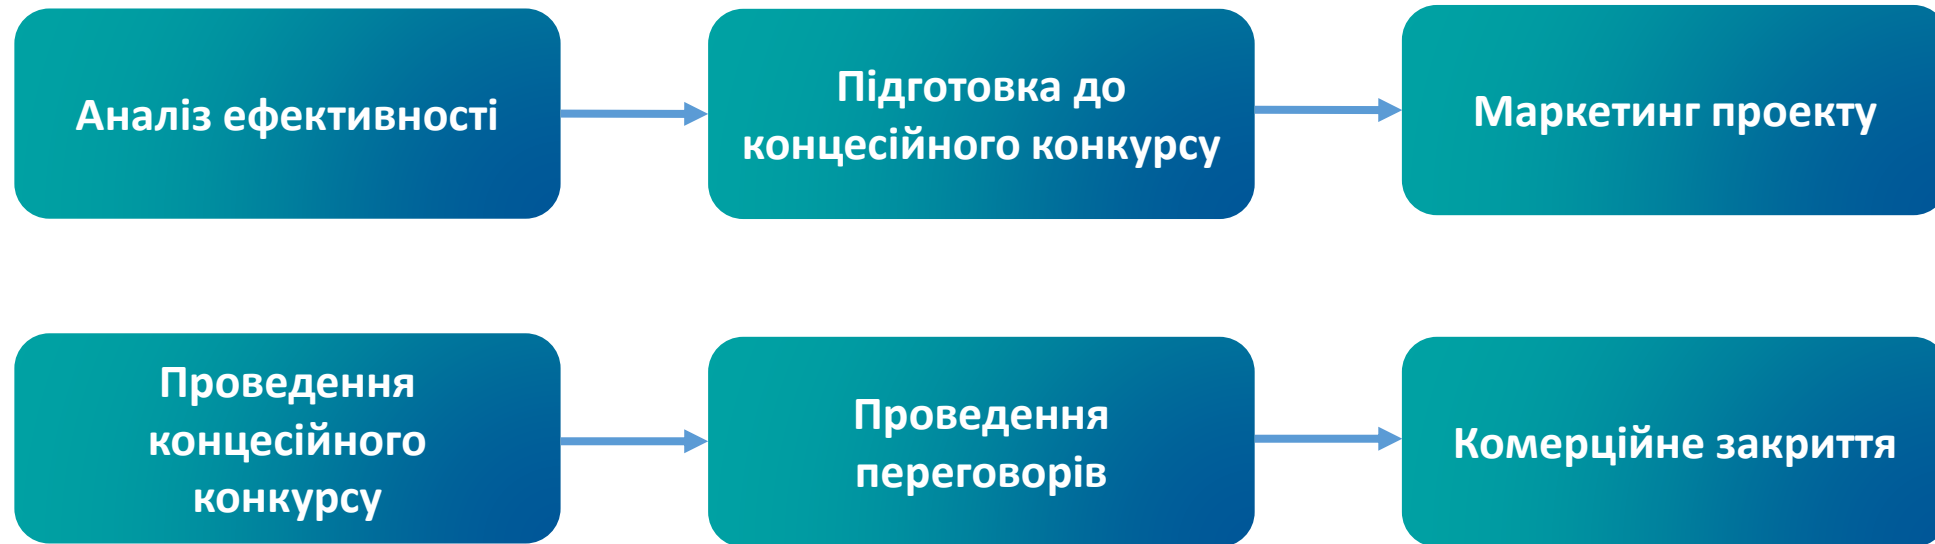 Аналіз ефективності
Підготовка до
концесійного конкурсу
Маркетинг проекту
Проведення
концесійного
конкурсу
Проведення
переговорів
Комерційне закриття